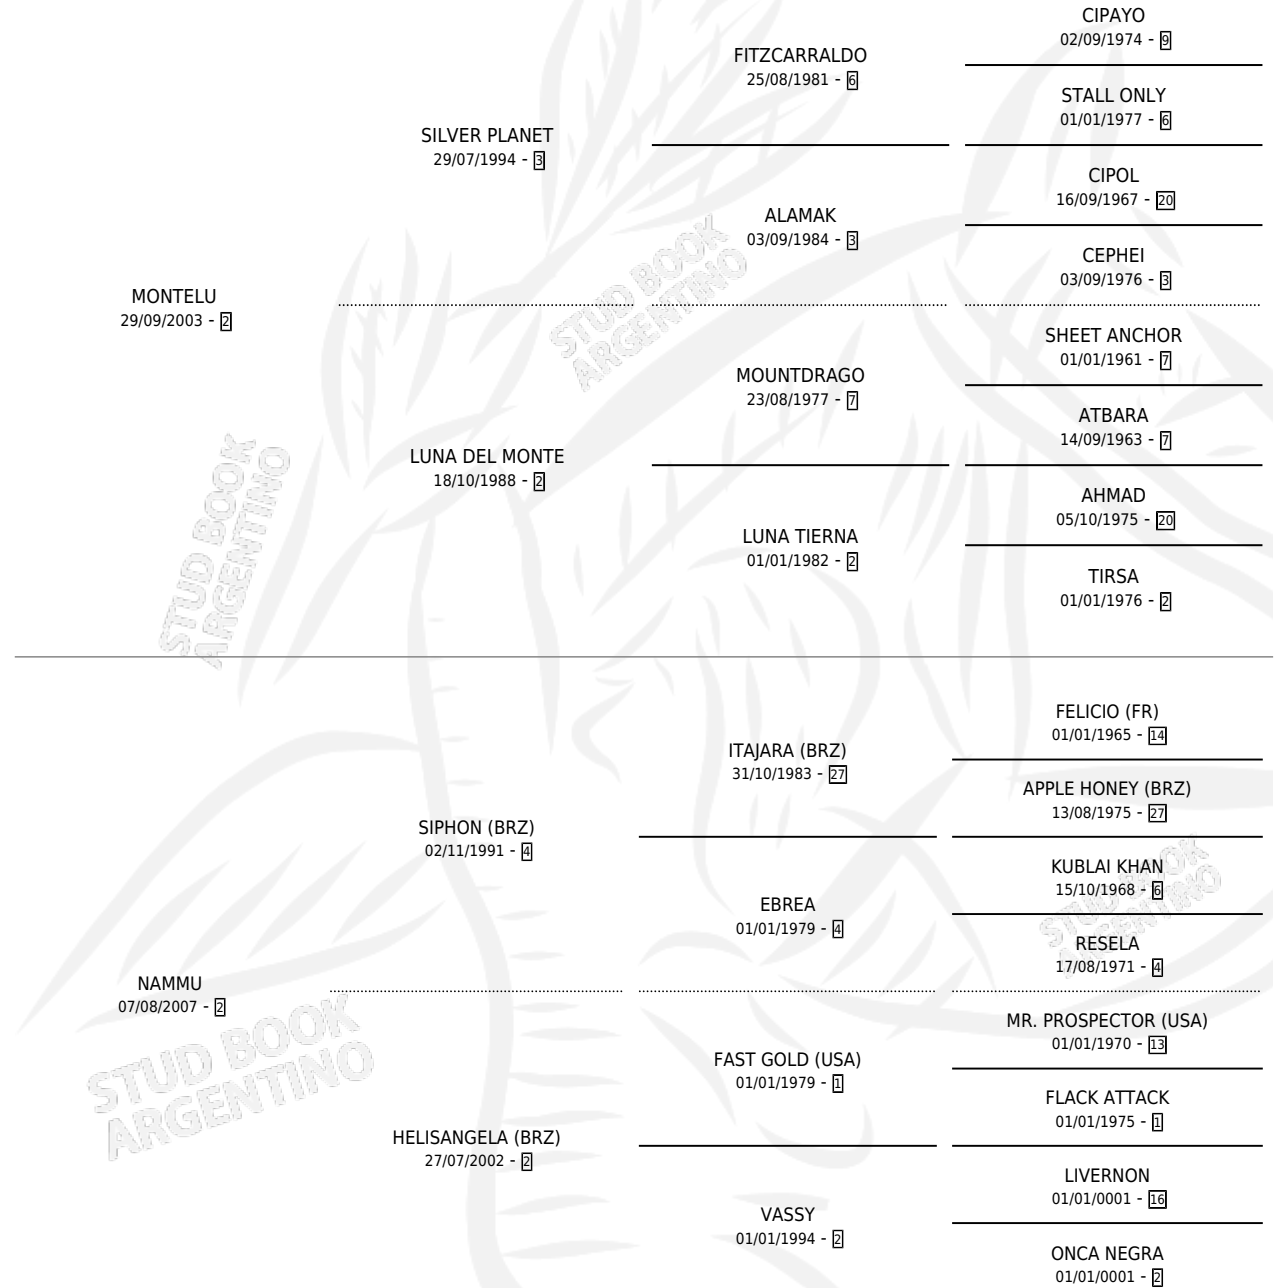 CIPAYO
02/09/1974 - 9
FITZCARRALDO
25/08/1981 - 6
STALL ONLY
01/01/1977 - 6
SILVER PLANET
29/07/1994 - 3
CIPOL
16/09/1967 - 20
ALAMAK
03/09/1984 - 3
CEPHEI
03/09/1976 - 3
MONTELU
29/09/2003 - 2
SHEET ANCHOR
01/01/1961 - 7
MOUNTDRAGO
23/08/1977 - 7
ATBARA
14/09/1963 - 7
LUNA DEL MONTE
18/10/1988 - 2
AHMAD
05/10/1975 - 20
LUNA TIERNA
01/01/1982 - 2
TIRSA
01/01/1976 - 2
STUD BOOK
ARGENTINO
STUD BOOK
ARGENTINO
FELICIO (FR)
01/01/1965 - 14
ITAJARA (BRZ)
31/10/1983 - 27
APPLE HONEY (BRZ)
13/08/1975 - 27
SIPHON (BRZ)
02/11/1991 - 4
KUBLAI KHAN
15/10/1968 - 6
EBREA
01/01/1979 - 4
RESELA
17/08/1971 - 4
NAMMU
07/08/2007 - 2
MR. PROSPECTOR (USA)
01/01/1970 - 13
FAST GOLD (USA)
01/01/1979 - 1
FLACK ATTACK
01/01/1975 - 1
HELISANGELA (BRZ)
27/07/2002 - 2
LIVERNON
01/01/0001 - 16
VASSY
01/01/1994 - 2
ONCA NEGRA
01/01/0001 - 2
STUD BOOK
ARGENTINO
STUD BOOK
ARGENTINO